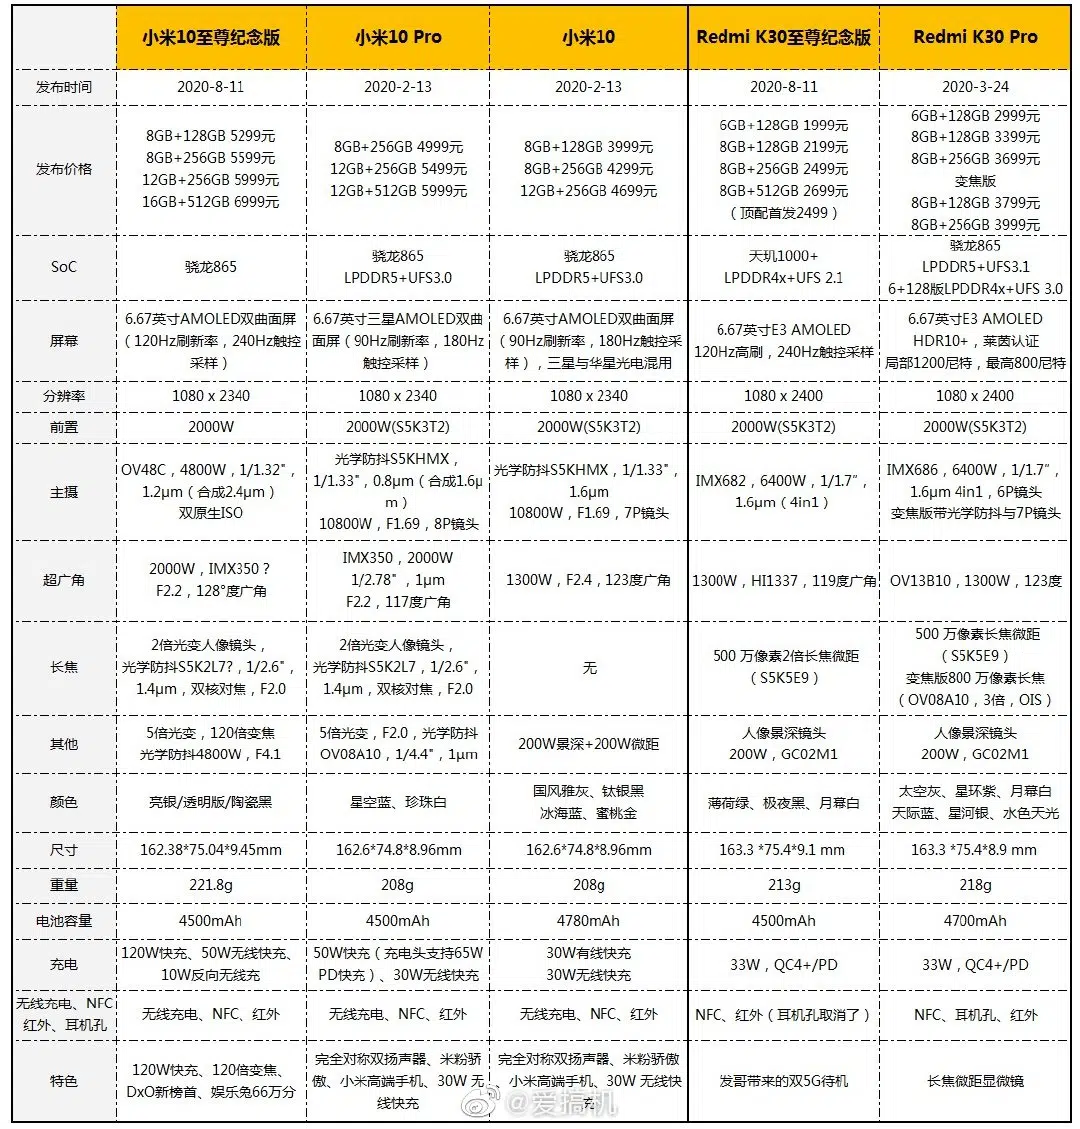 小米10至尊纪念版
小米10 Pro
小米10
Redmi K30至尊纪念版
Redmi K30 Pro
发布时间
2020-8-11
2020-2-13
2020-2-13
2020-8-11
2020-3-24
发布价格
8GB+128GB 5299元
8GB+256GB 5599元
12GB+256GB 5999元
16GB+512GB 6999元
8GB+256GB 4999元
12GB+256GB 5499元
12GB+512GB 5999元
8GB+128GB 3999元
8GB+256GB 4299元
12GB+256GB 4699元
6GB+128GB 1999元
8GB+128GB 2199元
8GB+256GB 2499元
8GB+512GB 2699元
（顶配首发2499）
6GB+128GB 2999元
8GB+128GB 3399元
8GB+256GB 3699元
变焦版
8GB+128GB 3799元
8GB+256GB 3999元
SoC
骁龙865
骁龙865
LPDDR5+UFS3.0
骁龙865
LPDDR5+UFS3.0
天玑1000+
LPDDR4x+UFS 2.1
骁龙865
LPDDR5+UFS3.1
6+128版LPDDR4x+UFS 3.0
屏幕
6.67英寸AMOLED双曲面屏
（120Hz刷新率，240Hz触控
采样）
6.67英寸三星AMOLED双曲
面屏（90Hz刷新率，180Hz
触控采样）
6.67英寸AMOLED双曲面屏
（90Hz刷新率，180Hz触控采
样），三星与华星光电混用
6.67英寸E3 AMOLED
120Hz高刷，240Hz触控采样
6.67英寸E3 AMOLED
HDR10+，莱茵认证
局部1200尼特，最高800尼特
分辨率
1080 x 2340
1080 x 2340
1080 x 2340
1080 x 2400
1080 x 2400
前置
2000W
2000W(S5K3T2)
2000W(S5K3T2)
2000W(S5K3T2)
2000W(S5K3T2)
主摄
OV48C，4800W，1/1.32"，
1.2μm（合成2.4μm）
双原生ISO
光学防抖S5KHMX，
1/1.33"，0.8μm（合成1.6μ
m）
10800W，F1.69，8P镜头
光学防抖S5KHMX，1/1.33"，
1.6μm
10800W，F1.69，7P镜头
IMX682，6400W，1/1.7”，
1.6μm（4in1）
IMX686，6400W，1/1.7”，
1.6μm 4in1，6P镜头
变焦版带光学防抖与7P镜头
超广角
2000W，IMX350？
F2.2，128°度广角
IMX350，2000W
1/2.78"，1μm
F2.2，117度广角
1300W，F2.4，123度广角
1300W，HI1337，119度广角
OV13B10，1300W，123度
长焦
2倍光变人像镜头，
光学防抖S5K2L7?，1/2.6"，
1.4μm，双核对焦，F2.0
2倍光变人像镜头，
光学防抖S5K2L7，1/2.6"，
1.4μm，双核对焦，F2.0
无
500 万像素2倍长焦微距
（S5K5E9）
500 万像素长焦微距
（S5K5E9）
变焦版800 万像素长焦
（OV08A10，3倍，OIS）
其他
5倍光变，120倍变焦
光学防抖4800W，F4.1
5倍光变，F2.0，光学防抖
OV08A10，1/4.4"，1μm
200W景深+200W微距
人像景深镜头
200W，GC02M1
人像景深镜头
200W，GC02M1
颜色
亮银/透明版/陶瓷黑
星空蓝、珍珠白
国风雅灰、钛银黑
冰海蓝、蜜桃金
薄荷绿、极夜黑、月幕白
太空灰、星环紫、月幕白
天际蓝、星河银、水色天光
尺寸
162.38*75.04*9.45mm
162.6*74.8*8.96mm
162.6*74.8*8.96mm
163.3 *75.4*9.1 mm
163.3 *75.4*8.9 mm
重量
221.8g
208g
208g
213g
218g
电池容量
4500mAh
4500mAh
4780mAh
4500mAh
4700mAh
充电
120W快充、50W无线快充、
10W反向无线充
50W快充（充电头支持65W
PD快充）、30W无线快充
30W有线快充
30W无线快充
33W，QC4+/PD
33W，QC4+/PD
无线充电、NFC
红外、耳机孔
无线充电、NFC、红外
无线充电、NFC、红外
无线充电、NFC、红外
NFC、红外（耳机孔取消了）
NFC、耳机孔、红外
特色
120W快充、120倍变焦、
DxO新榜首、娱乐兔66万分
完全对称双扬声器、米粉骄
傲、小米高端手机、30W 无
线快充
完全对称双扬声器、米粉骄傲
、小米高端手机、30W 无线快
充
发哥带来的双5G待机
长焦微距显微镜
@爱搞机